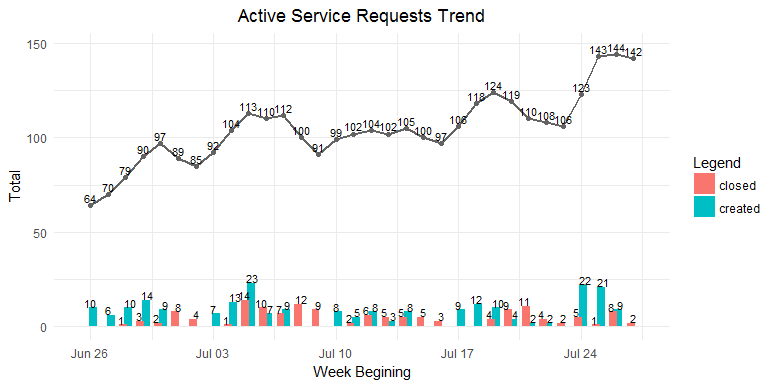 Active Service Requests Trend
Total
150
100
50
0
64 70 79 90 97 89 85 92 104 113 110 112 100 91 99 102 104 102 105 100 97 106 118 124 119 110 108 106 123 143 144 142
10 6 1 10 3 14 2 9 8 4 7 1 13 14 23 10 7 7 9 12 9 8 2 5 6 8 5 3 5 8 5 3 9 12 4 10 9 4 11 2 4 2 2 5 22 1 21 8 9 2
Jun 26 Jul 03 Jul 10 Jul 17 Jul 24
Week Begining
Legend
closed
created